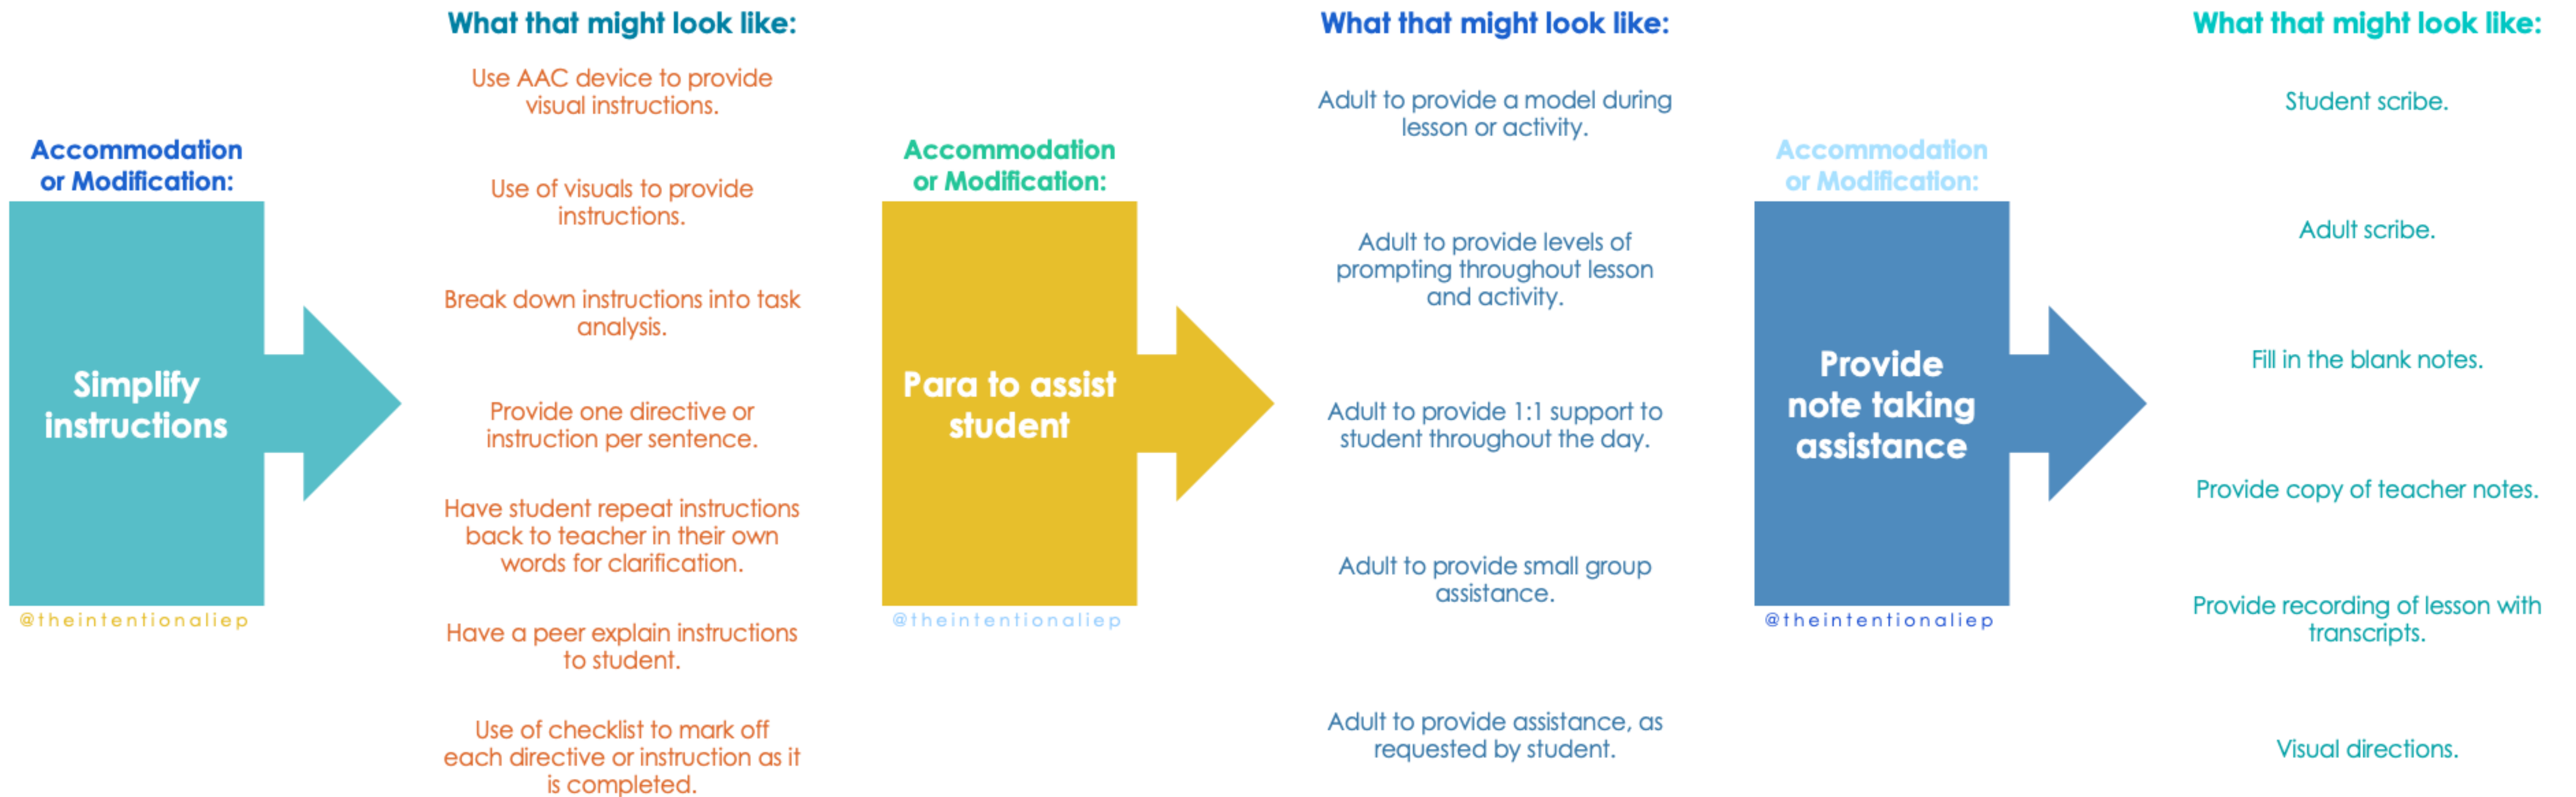 Accommodation
or Modification:
Simplify
instructions
@theintentionaliep
What that might look like:
Use AAC device to provide
visual instructions.
Use of visuals to provide
instructions.
Break down instructions into task
analysis.
Provide one directive or
instruction per sentence.
Have student repeat instructions
back to teacher in their own
words for clarification.
Have a peer explain instructions
to student.
Use of checklist to mark off
each directive or instruction as it
is completed.
Accommodation
or Modification:
Para to assist
student
@theintentionaliep
What that might look like:
Adult to provide a model during
lesson or activity.
Adult to provide levels of
prompting throughout lesson
and activity.
Adult to provide 1:1 support to
student throughout the day.
Adult to provide small group
assistance.
Adult to provide assistance, as
requested by student.
Accommodation
or Modification:
Provide
note taking
assistance
@theintentionaliep
What that might look like:
Student scribe.
Adult scribe.
Fill in the blank notes.
Provide copy of teacher notes.
Provide recording of lesson with
transcripts.
Visual directions.